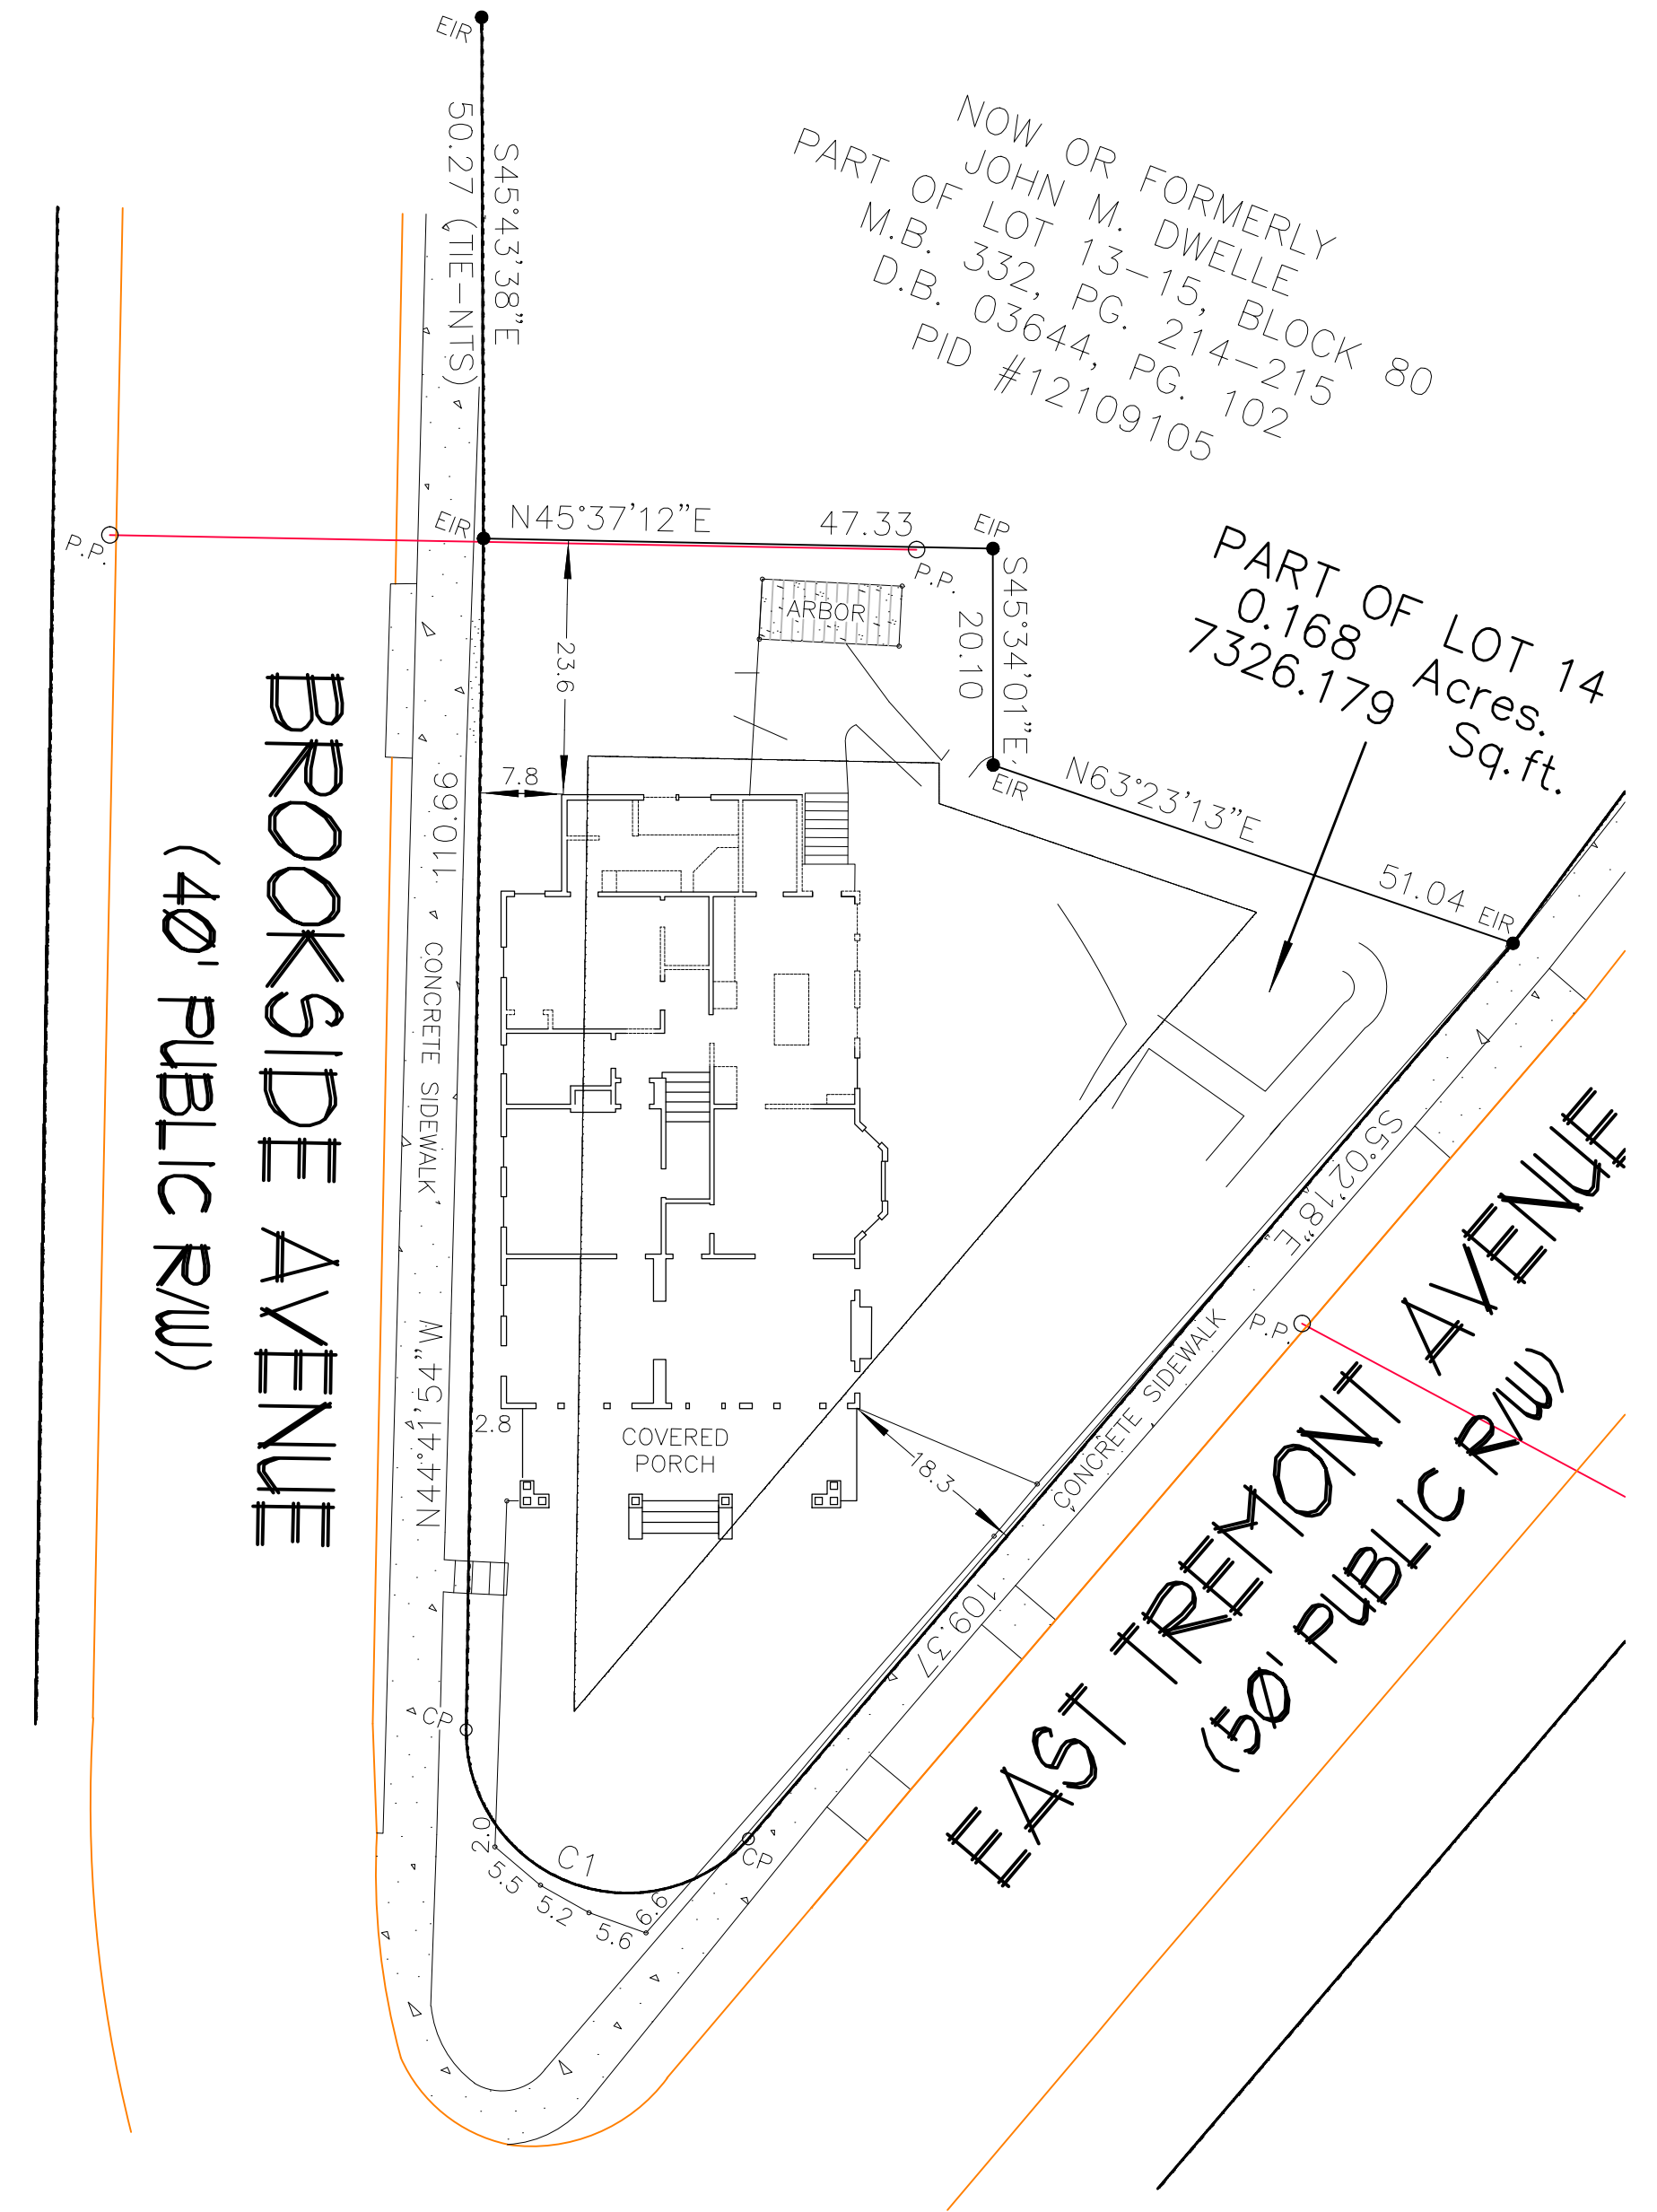 EIR
50.27 (TIE-NTS)
S45°43'38"E
NOW OR FORMERLY
JOHN M. DWELLE
PART OF LOT 13-15, BLOCK 80
M.B. 332, PG. 214-215
D.B. 03644, PG. 102
PID #12109105
EIR
N45°37'12"E
47.33
EIP
P.P.
P.P.
ARBOR
S45°34'01"E
20.10
EIR
PART OF LOT 14
0.168 Acres.
7326.179 Sq.ft.
N63°23'13"E
51.04
EIR
23.6
7.8
110.99
CONCRETE SIDEWALK
N44°41'54"W
BROOKSIDE AVENUE
(40' PUBLIC R/W)
2.8
COVERED
PORCH
18.3
S5°02'18"E
CONCRETE SIDEWALK
109.37
P.P.
EAST TREMONT AVENUE
(50' PUBLIC R/W)
CP
CP
C1
2.0
5.5
5.2
5.6
6.6